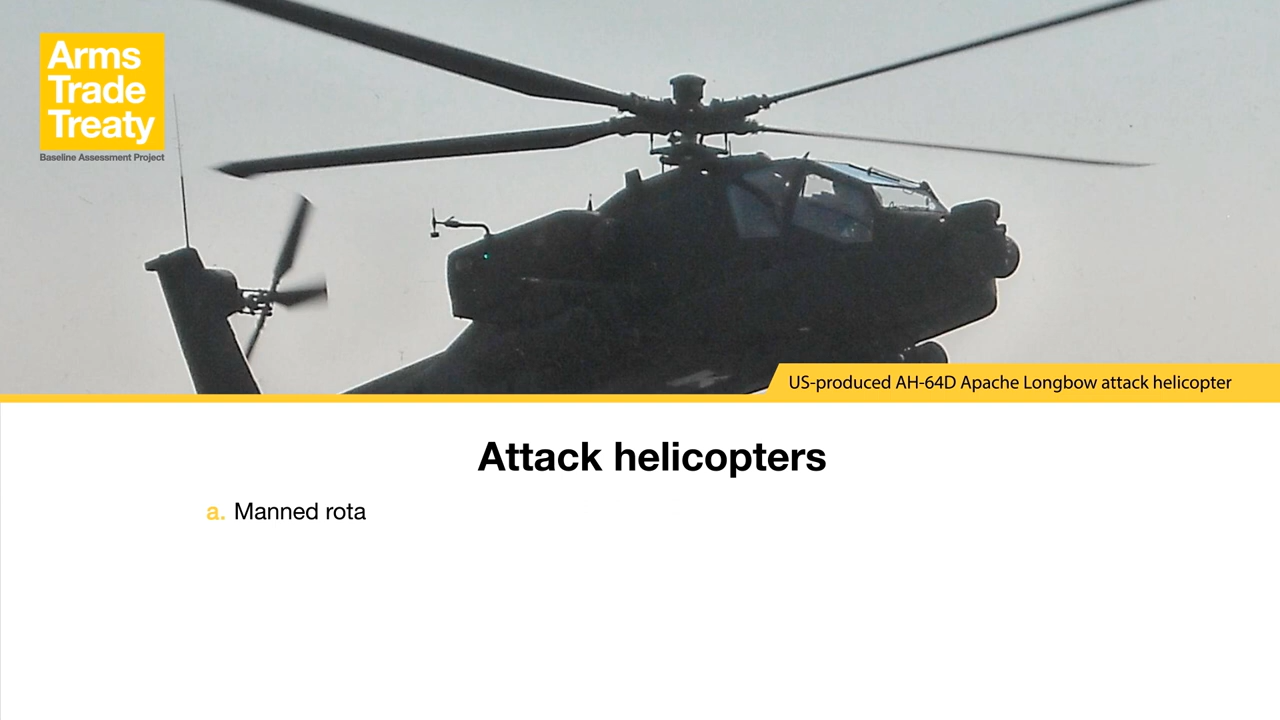 Arms
Trade
Treaty
Baseline Assessment Project
US-produced AH-64D Apache Longbow attack helicopter
Attack helicopters
a. Manned rota